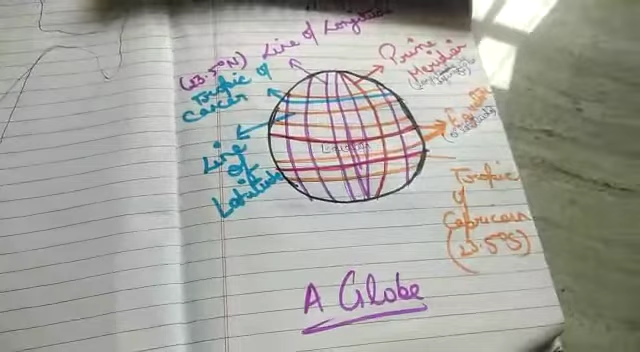 Line of Longitude
(23.5°N)
Tropic of
Cancer
Prime
Meridian
Line
of
Latitude
Tropic
of
Capricorn
(23.5°S)
A Globe